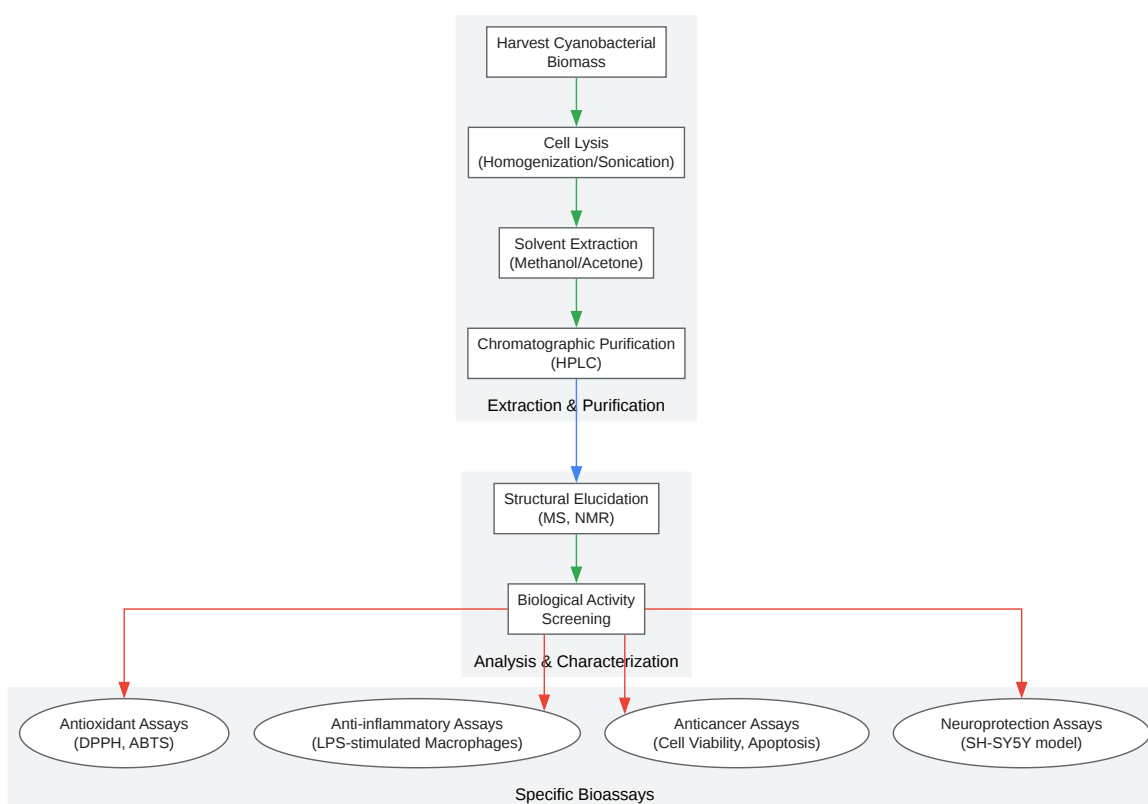 Harvest Cyanobacterial
Biomass
Cell Lysis
(Homogenization/Sonication)
Solvent Extraction
(Methanol/Acetone)
Chromatographic Purification
(HPLC)
Extraction & Purification
Structural Elucidation
(MS, NMR)
Biological Activity
Screening
Analysis & Characterization
Antioxidant Assays
(DPPH, ABTS)
Anti-inflammatory Assays
(LPS-stimulated Macrophages)
Anticancer Assays
(Cell Viability, Apoptosis)
Neuroprotection Assays
(SH-SY5Y model)
Specific Bioassays